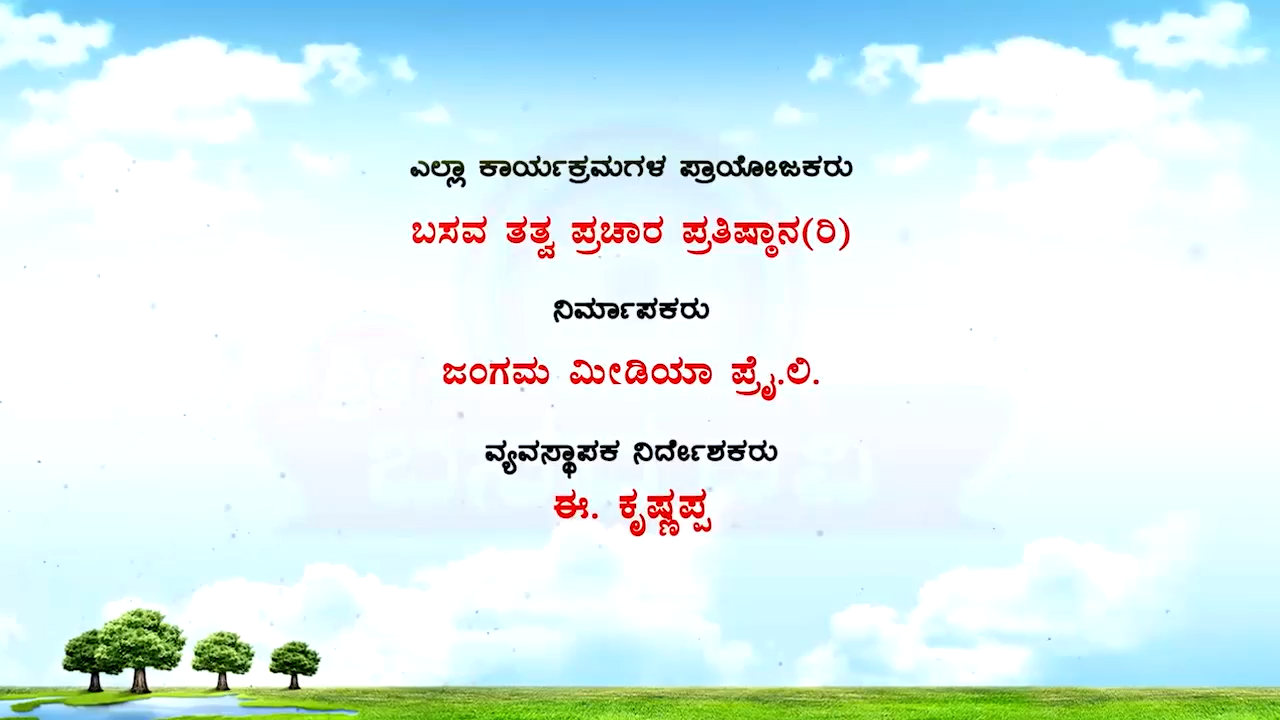 ಎಲ್ಲಾ ಕಾರ್ಯಕ್ರಮಗಳ ಪ್ರಾಯೋಜಕರು
ಬಸವ ತತ್ವ ಪ್ರಚಾರ ಪ್ರತಿಷ್ಠಾನ(ರಿ)
ನಿರ್ಮಾಪಕರು
ಜಂಗಮ ಮೀಡಿಯಾ ಪ್ರೈ.ಲಿ.
ವ್ಯವಸ್ಥಾಪಕ ನಿರ್ದೇಶಕರು
ಈ. ಕೃಷ್ಣಪ್ಪ